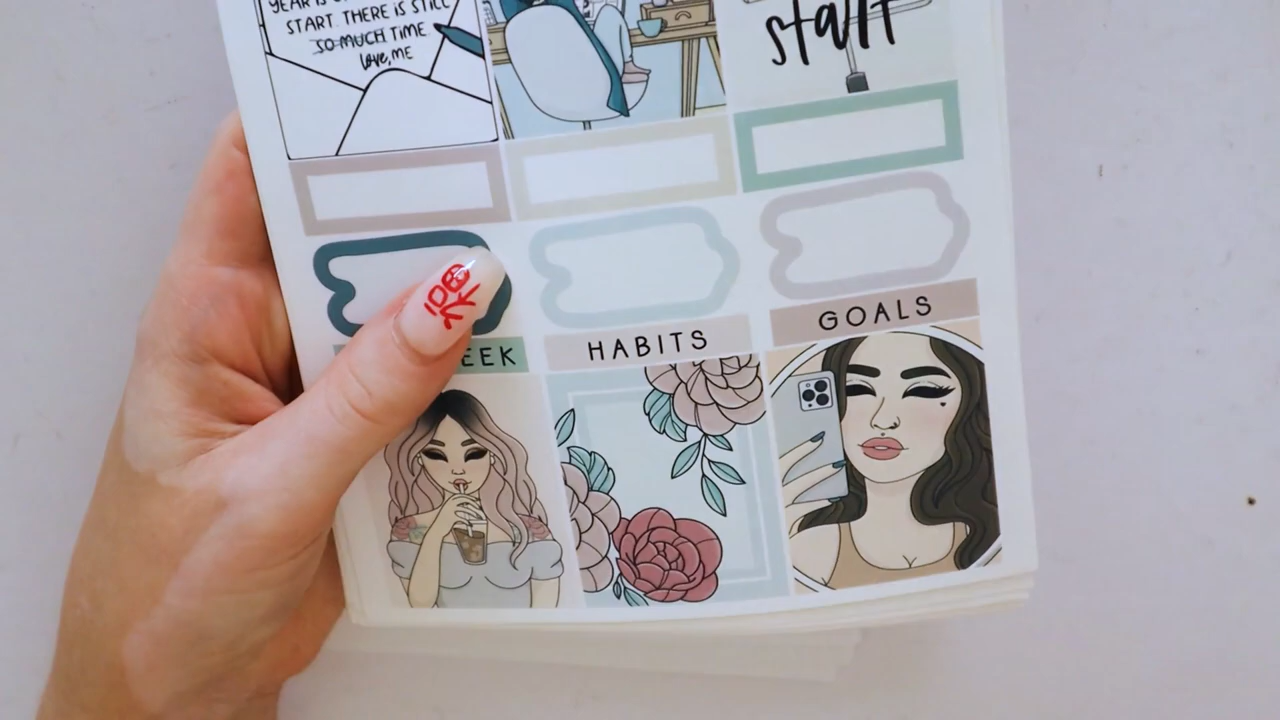 START. THERE IS STILL
SO MUCH TIME
love, ME
start
EEK
HABITS
GOALS